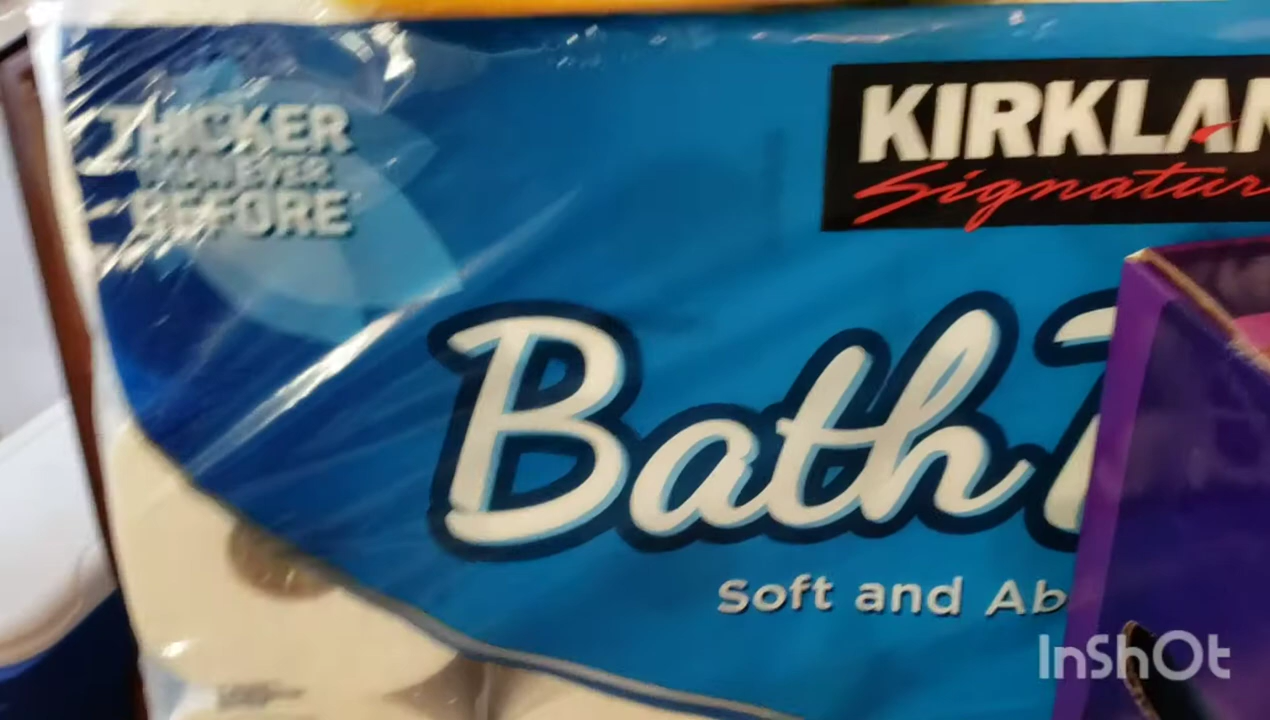 THICKER
THAN EVER
BEFORE
KIRKLAN
Signatur
Bath T
Soft and Ab
InShOt